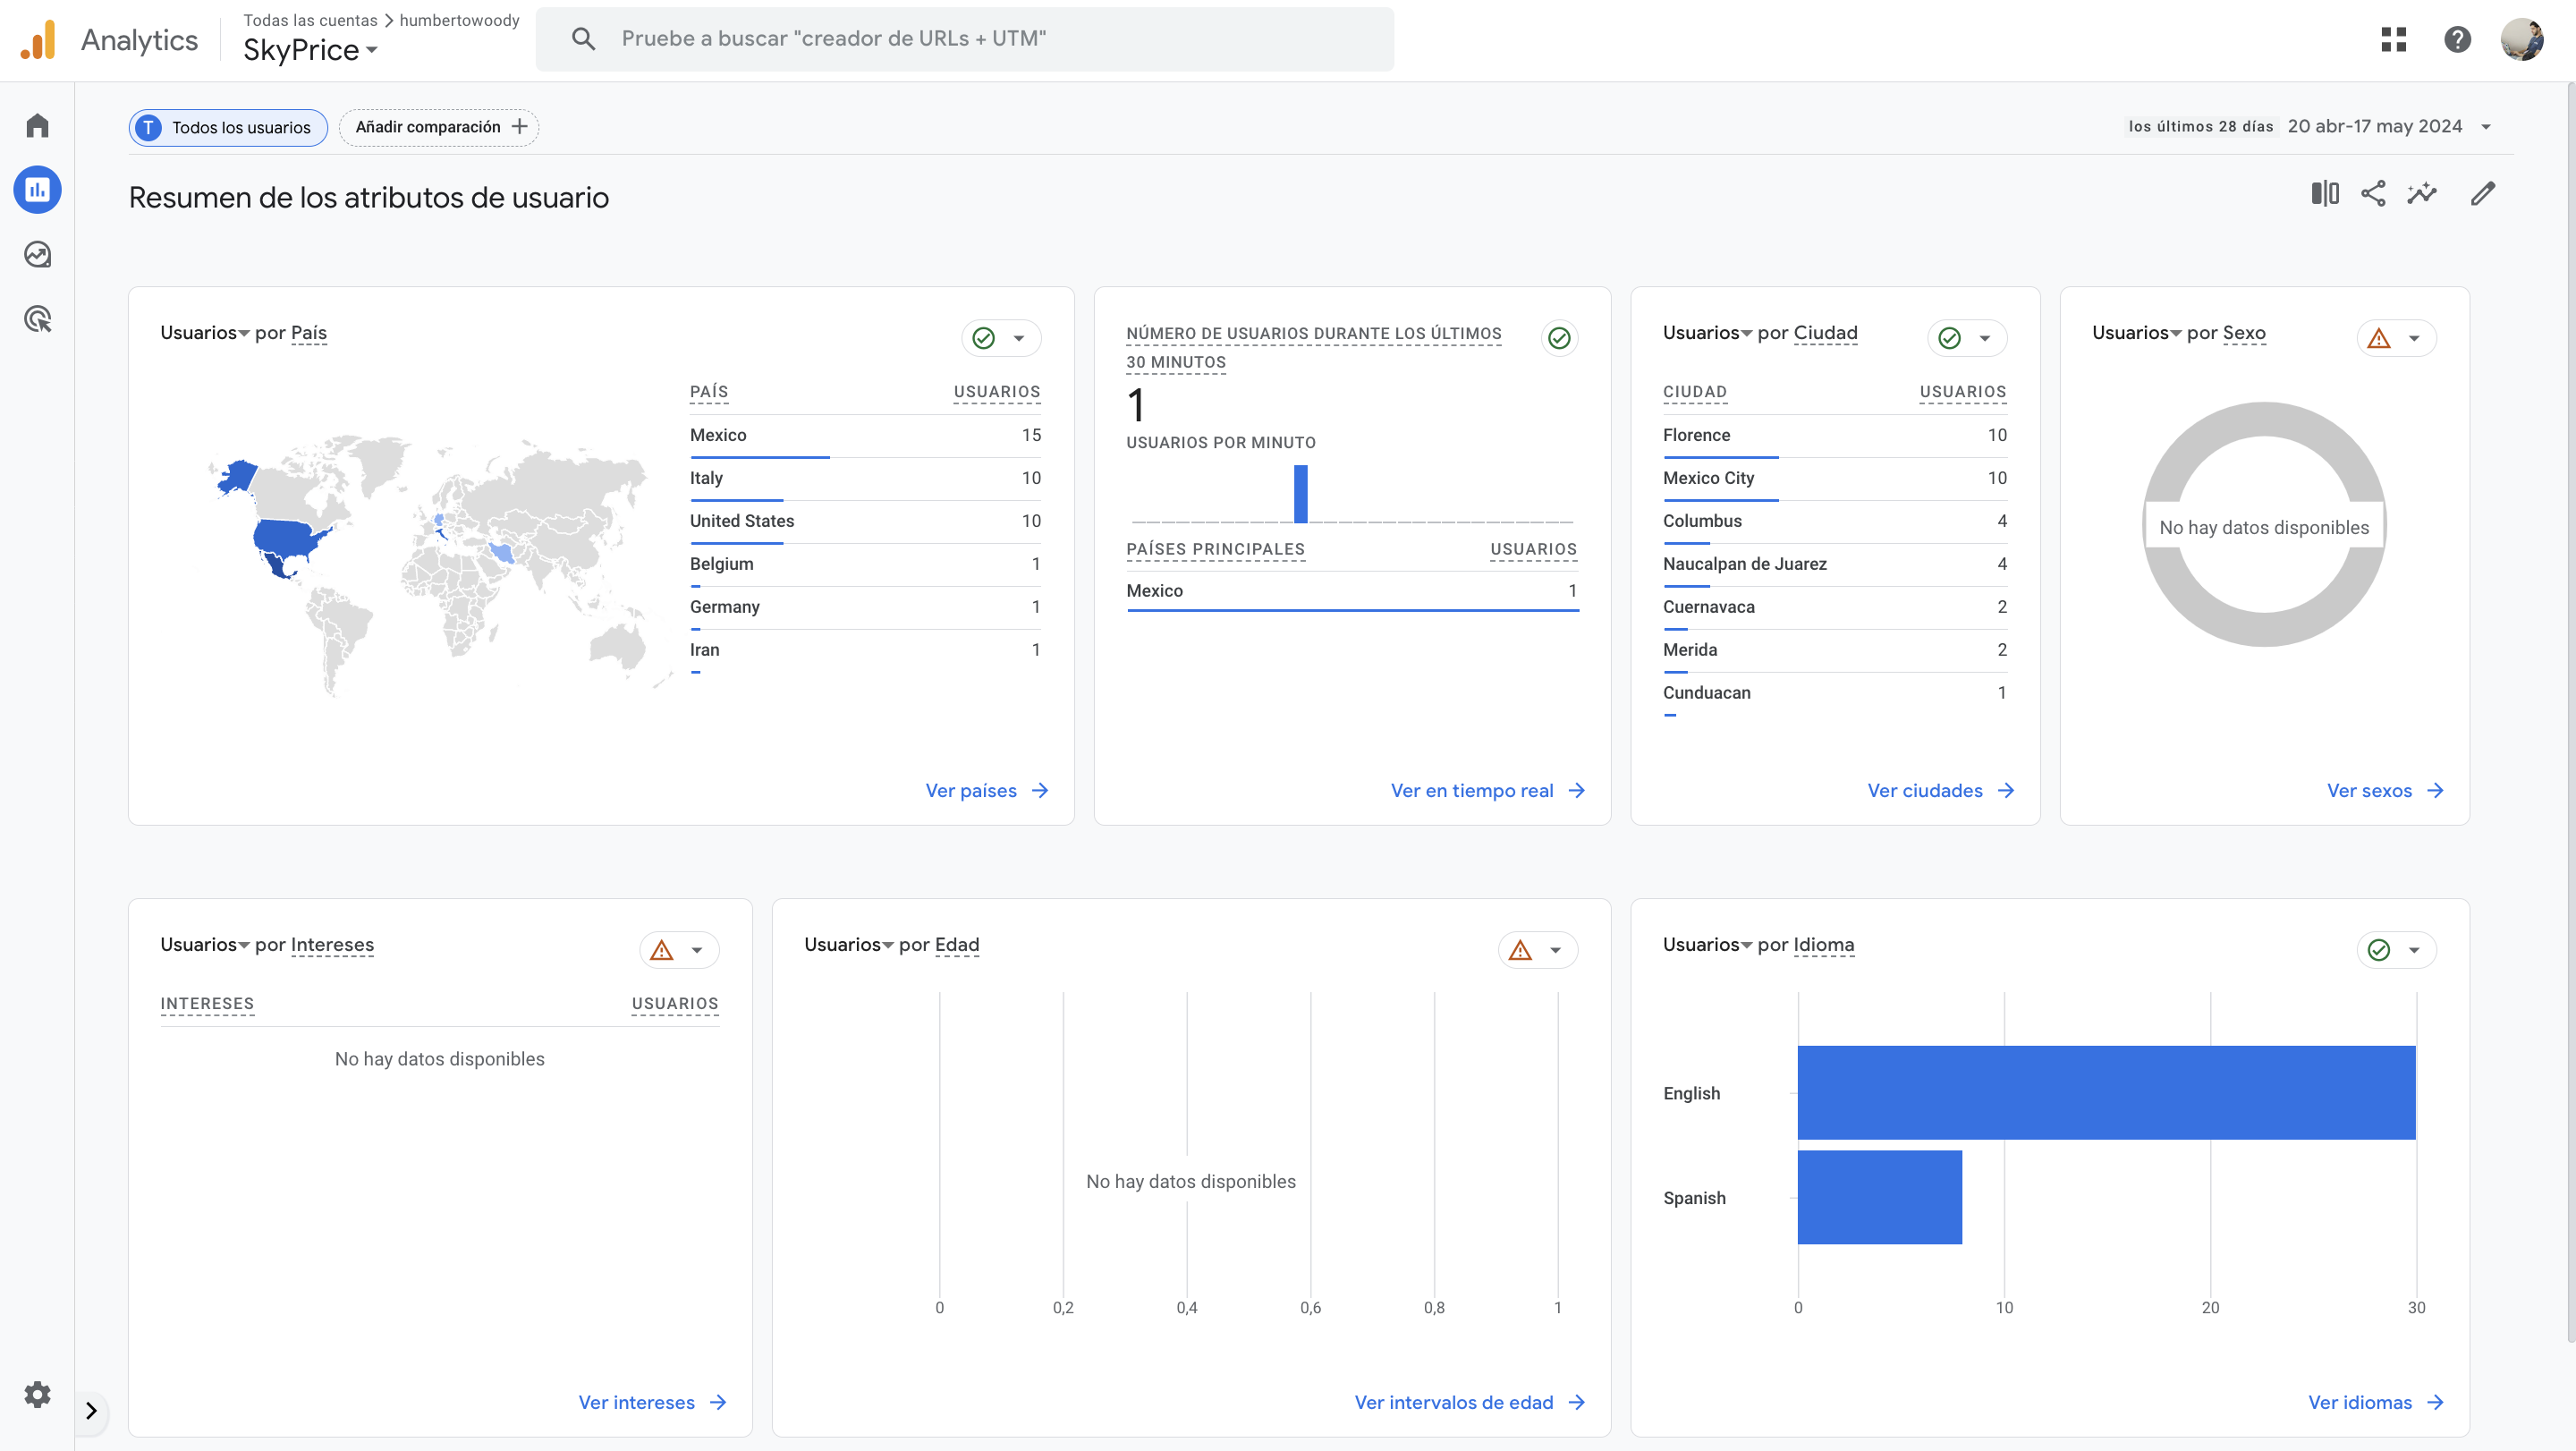 Analytics
Todas las cuentas > humbertowoody
SkyPrice
Pruebe a buscar "creador de URLs + UTM"
T Todos los usuarios
Añadir comparación +
los últimos 28 días 20 abr-17 may 2024
Resumen de los atributos de usuario
Usuarios por País
PAÍS USUARIOS
Mexico 15
Italy 10
United States 10
Belgium 1
Germany 1
Iran 1
Ver países
NÚMERO DE USUARIOS DURANTE LOS ÚLTIMOS
30 MINUTOS
1
USUARIOS POR MINUTO
PAÍSES PRINCIPALES USUARIOS
Mexico 1
Ver en tiempo real
Usuarios por Ciudad
CIUDAD USUARIOS
Florence 10
Mexico City 10
Columbus 4
Naucalpan de Juarez 4
Cuernavaca 2
Merida 2
Cunduacan 1
Ver ciudades
Usuarios por Sexo
No hay datos disponibles
Ver sexos
Usuarios por Intereses
INTERESES USUARIOS
No hay datos disponibles
Ver intereses
Usuarios por Edad
No hay datos disponibles
0 0,2 0,4 0,6 0,8 1
Ver intervalos de edad
Usuarios por Idioma
English
Spanish
0 10 20 30
Ver idiomas